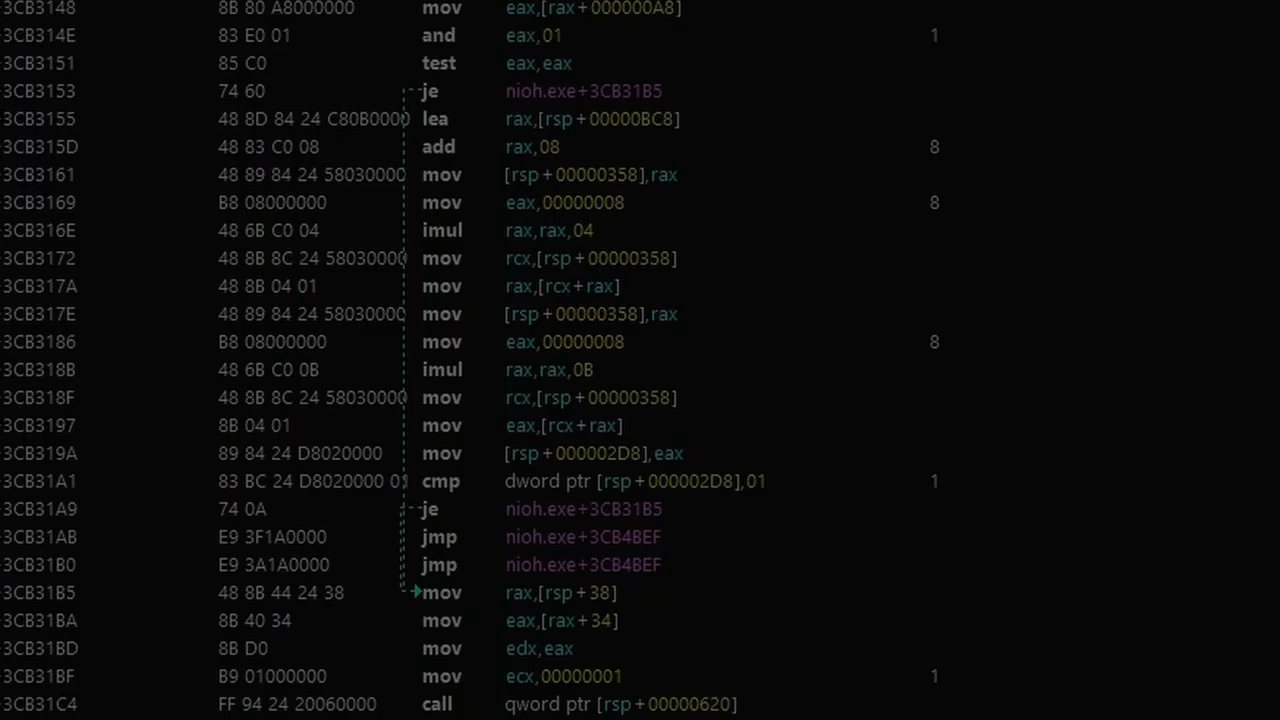 3CB3148 8B 80 A8000000 mov eax,[rax+000000A8]
3CB314E 83 E0 01 and eax,01 1
3CB3151 85 C0 test eax,eax
3CB3153 74 60 je nioh.exe+3CB31B5
3CB3155 48 8D 84 24 C80B0000 lea rax,[rsp+00000BC8]
3CB315D 48 83 C0 08 add rax,08 8
3CB3161 48 89 84 24 58030000 mov [rsp+00000358],rax
3CB3169 B8 08000000 mov eax,00000008 8
3CB316E 48 6B C0 04 imul rax,rax,04
3CB3172 48 8B 8C 24 58030000 mov rcx,[rsp+00000358]
3CB317A 48 8B 04 01 mov rax,[rcx+rax]
3CB317E 48 89 84 24 58030000 mov [rsp+00000358],rax
3CB3186 B8 08000000 mov eax,00000008 8
3CB318B 48 6B C0 0B imul rax,rax,0B
3CB318F 48 8B 8C 24 58030000 mov rcx,[rsp+00000358]
3CB3197 8B 04 01 mov eax,[rcx+rax]
3CB319A 89 84 24 D8020000 mov [rsp+000002D8],eax
3CB31A1 83 BC 24 D8020000 01 cmp dword ptr [rsp+000002D8],01 1
3CB31A9 74 0A je nioh.exe+3CB31B5
3CB31AB E9 3F1A0000 jmp nioh.exe+3CB4BEF
3CB31B0 E9 3A1A0000 jmp nioh.exe+3CB4BEF
3CB31B5 48 8B 44 24 38 mov rax,[rsp+38]
3CB31BA 8B 40 34 mov eax,[rax+34]
3CB31BD 8B D0 mov edx,eax
3CB31BF B9 01000000 mov ecx,00000001 1
3CB31C4 FF 94 24 20060000 call qword ptr [rsp+00000620]